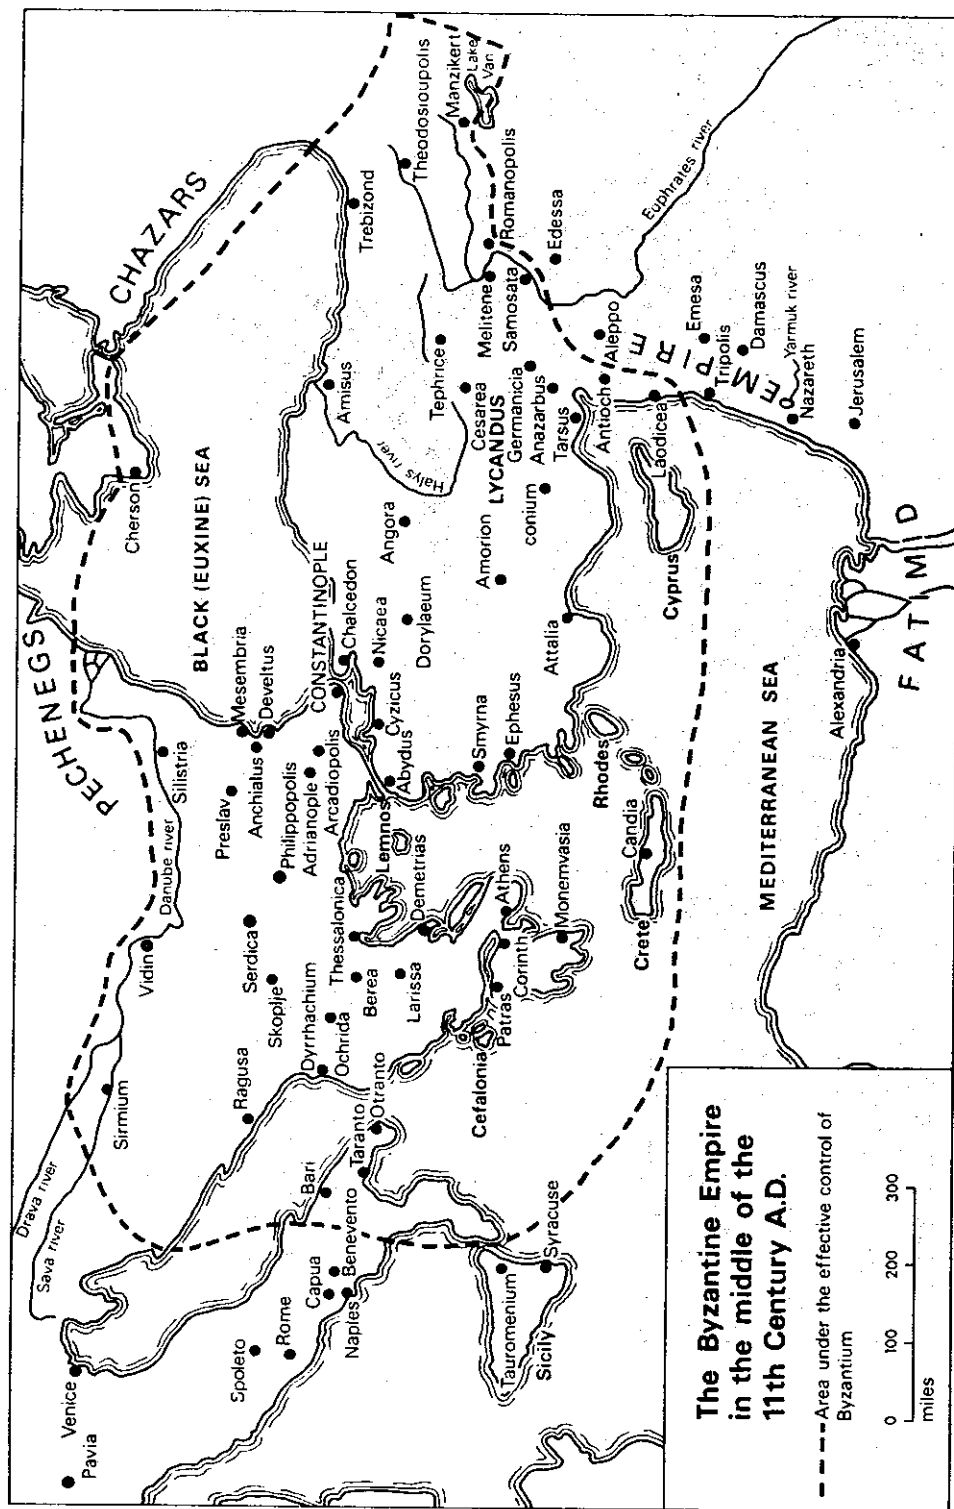 CHAZARS
PECHENEGS
Cherson
BLACK (EUXINE) SEA
Drava river
Sava river
Danube river
Venice
Pavia
Sirmium
Vidin
Silistria
Mesembria
Develtus
Anchialus
Preslav
Philippopolis
Adrianople
Arcadiopolis
CONSTANTINOPLE
Chalcedon
Nicaea
Cyzicus
Abydus
Lemnos
Serdica
Skoplje
Ragusa
Dyrrhachium
Ochrida
Thessalonica
Berea
Larissa
Demetrias
Athens
Corinth
Patras
Monemvasia
Cefalonia
Otranto
Taranto
Bari
Benevento
Capua
Naples
Rome
Spoleto
Tauromenium
Syracuse
Sicily
Trebizond
Amisus
Halys river
Theodosioupolis
Manzikert
Lake
Van
Romanopolis
Tephrice
Melitene
Samosata
Edessa
Euphrates river
Cesarea
LYCANDUS
Germanicia
Anazarbus
Tarsus
Angora
Dorylaeum
Amorion
conium
Attalia
Smyrna
Ephesus
Rhodes
Candia
Crete
Cyprus
Antioch
Aleppo
Laodicea
Emesa
Tripolis
Damascus
Yarmuk river
Nazareth
Jerusalem
MEDITERRANEAN SEA
Alexandria
FATIMD
EMPIRE
The Byzantine Empire
in the middle of the
11th Century A.D.
Area under the effective control of
Byzantium
0 100 200 300
miles